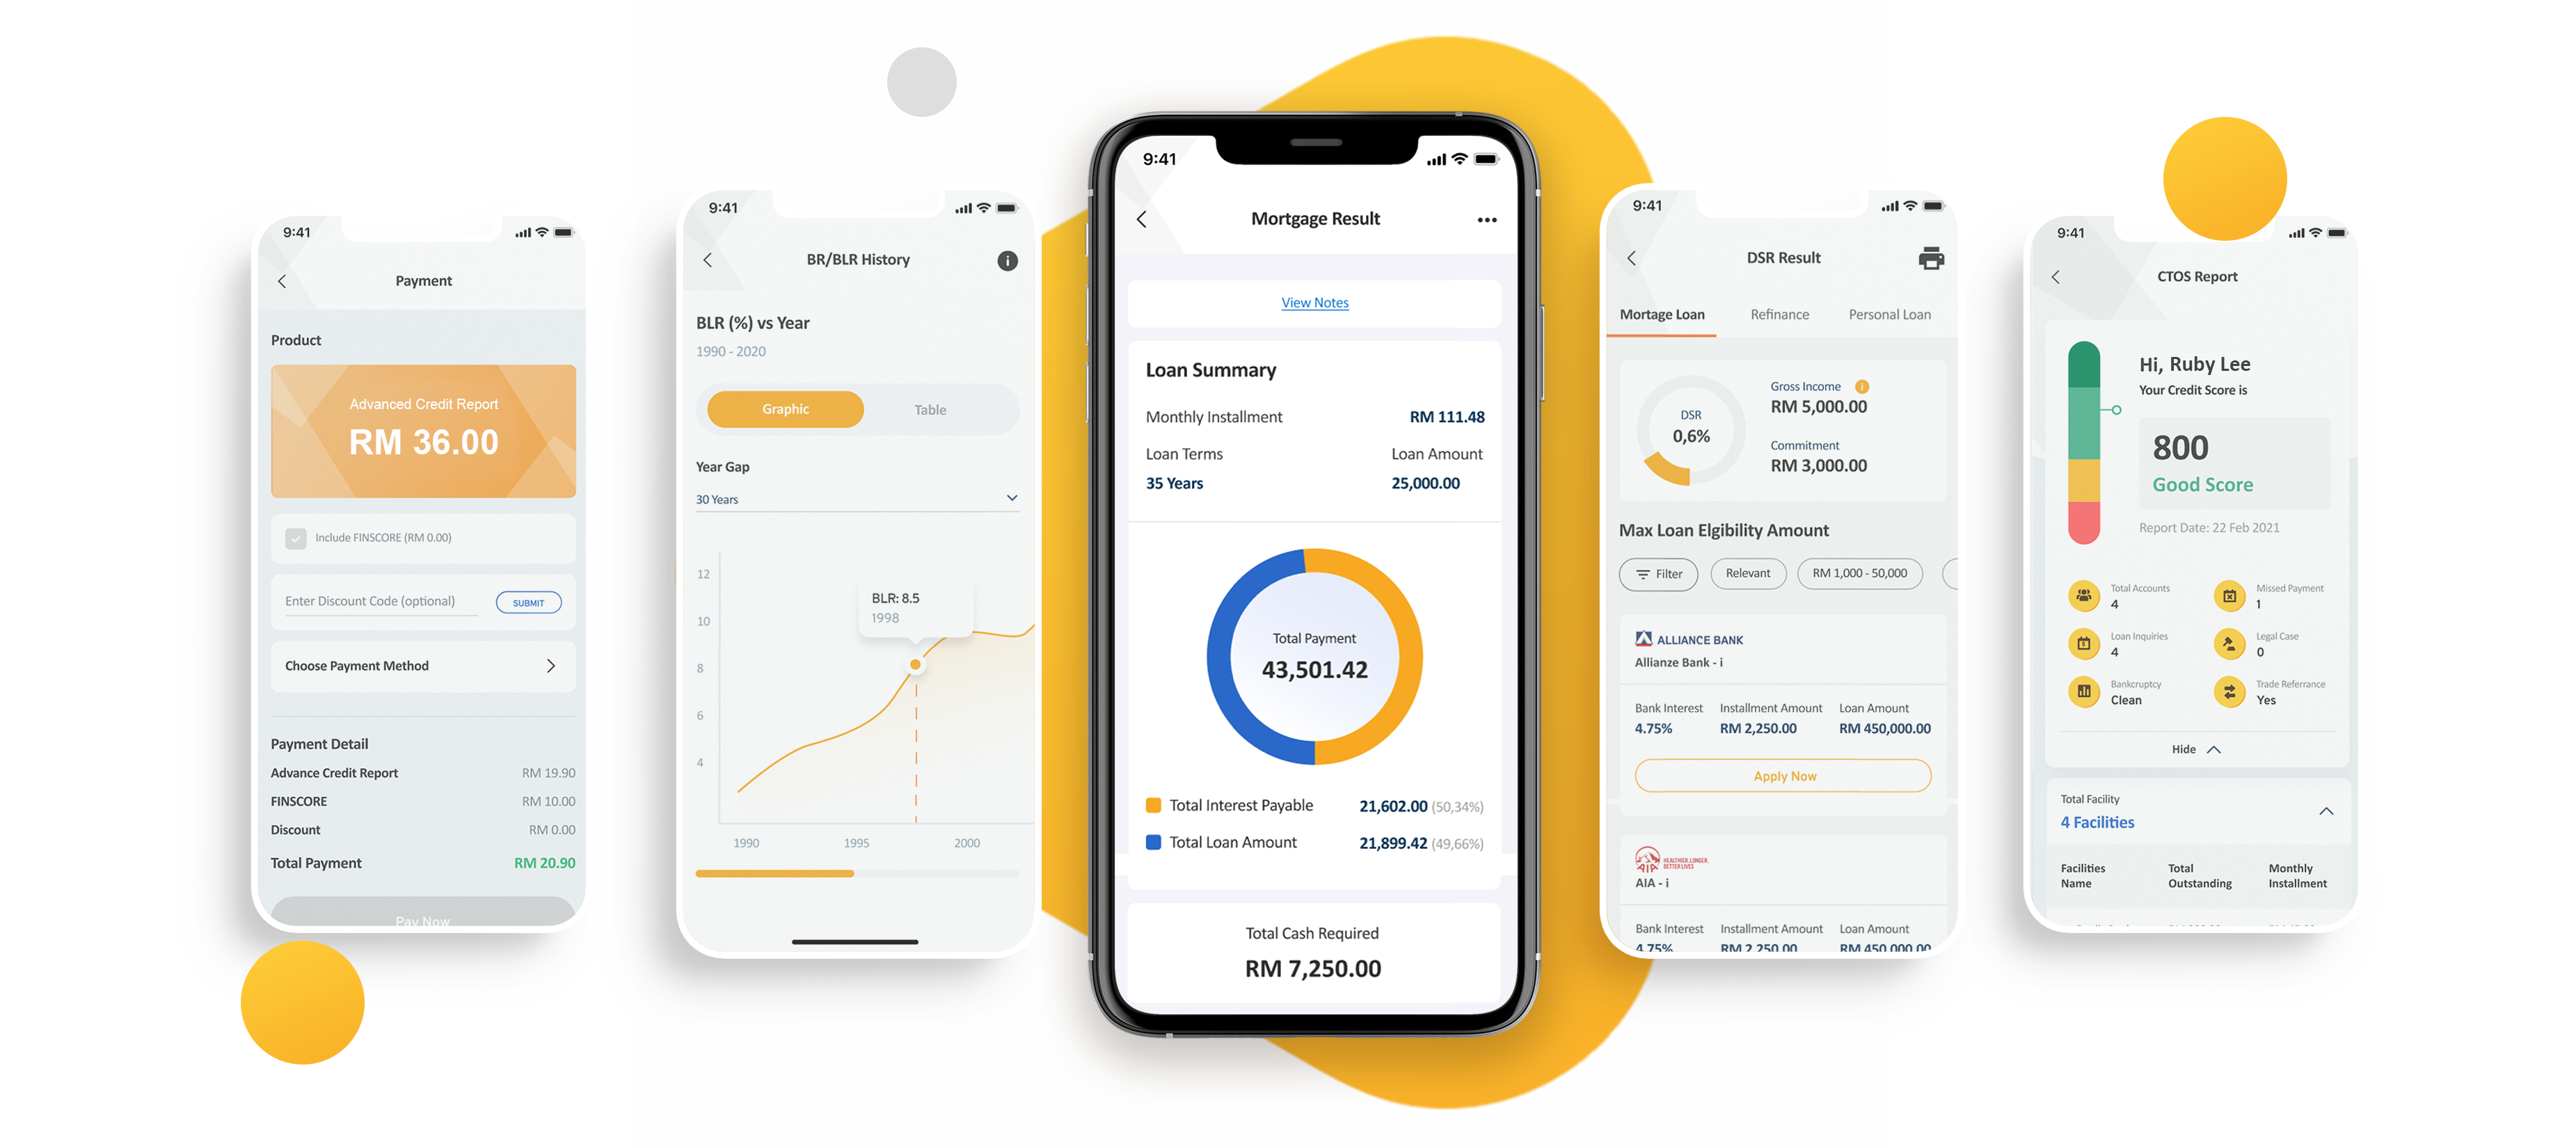 9:41
Payment
Product
Advanced Credit Report
RM 36.00
Include FINSCORE (RM 0.00)
Enter Discount Code (optional)
SUBMIT
Choose Payment Method
Payment Detail
Advance Credit Report RM 19.90
FINSCORE RM 10.00
Discount RM 0.00
Total Payment RM 20.90
Pay Now
9:41
BR/BLR History
BLR (%) vs Year
1990 - 2020
Graphic Table
Year Gap
30 Years
12
10
8
6
4
BLR: 8.5
1998
1990 1995 2000
9:41
Mortgage Result
View Notes
Loan Summary
Monthly Installment RM 111.48
Loan Terms Loan Amount
35 Years 25,000.00
Total Payment
43,501.42
Total Interest Payable 21,602.00 (50,34%)
Total Loan Amount 21,899.42 (49,66%)
Total Cash Required
RM 7,250.00
9:41
DSR Result
Mortage Loan Refinance Personal Loan
DSR
0,6%
Gross Income
RM 5,000.00
Commitment
RM 3,000.00
Max Loan Elgibility Amount
Filter Relevant RM 1,000 - 50,000
ALLIANCE BANK
Allianze Bank - i
Bank Interest Installment Amount Loan Amount
4.75% RM 2,250.00 RM 450,000.00
Apply Now
AIA HEALTHIER, LONGER,
BETTER LIVES
AIA - i
Bank Interest Installment Amount Loan Amount
4.75% RM 2,250.00 RM 450,000.00
9:41
CTOS Report
Hi, Ruby Lee
Your Credit Score is
800
Good Score
Report Date: 22 Feb 2021
Total Accounts
4
Missed Payment
1
Loan Inquiries
4
Legal Case
0
Bankcruptcy
Clean
Trade Referrance
Yes
Hide
Total Facility
4 Facilities
Facilities
Name
Total
Outstanding
Monthly
Installment